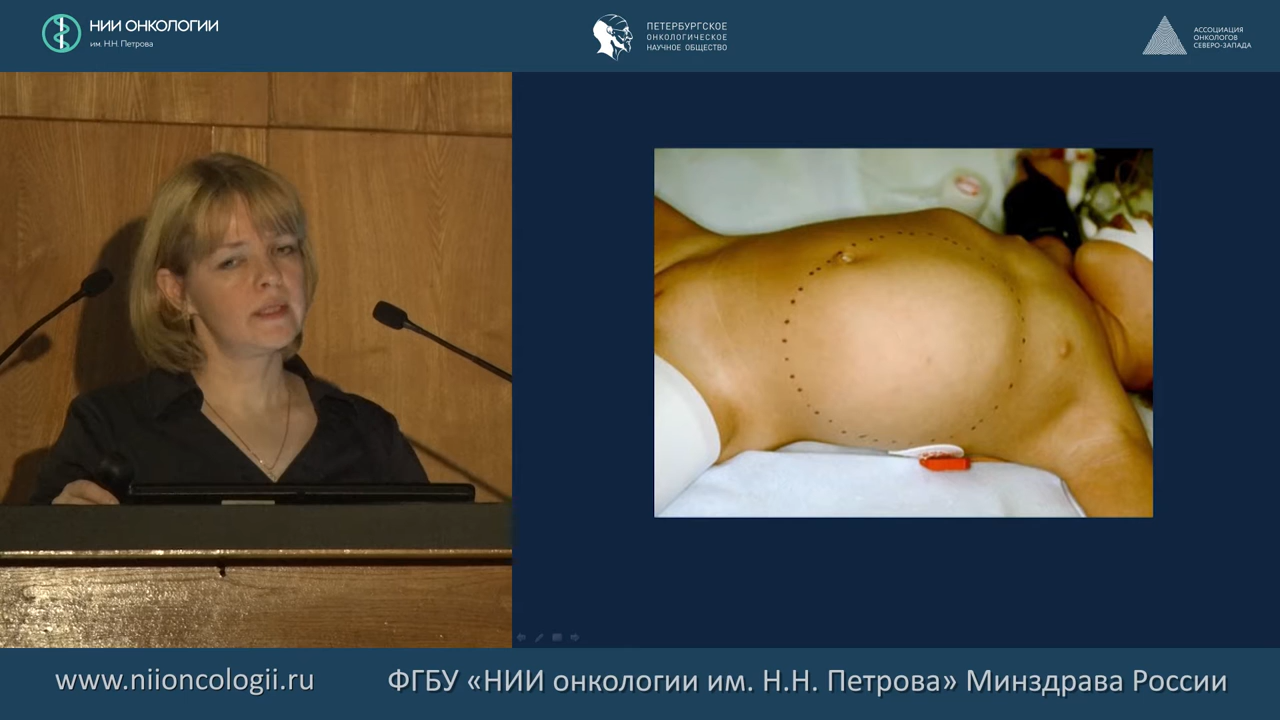 НИИ ОНКОЛОГИИ
им. Н.Н. Петрова
ПЕТЕРБУРГСКОЕ
ОНКОЛОГИЧЕСКОЕ
НАУЧНОЕ ОБЩЕСТВО
АССОЦИАЦИЯ
ОНКОЛОГОВ
СЕВЕРО-ЗАПАДА
www.niioncologii.ru
ФГБУ «НИИ онкологии им. Н.Н. Петрова» Минздрава России